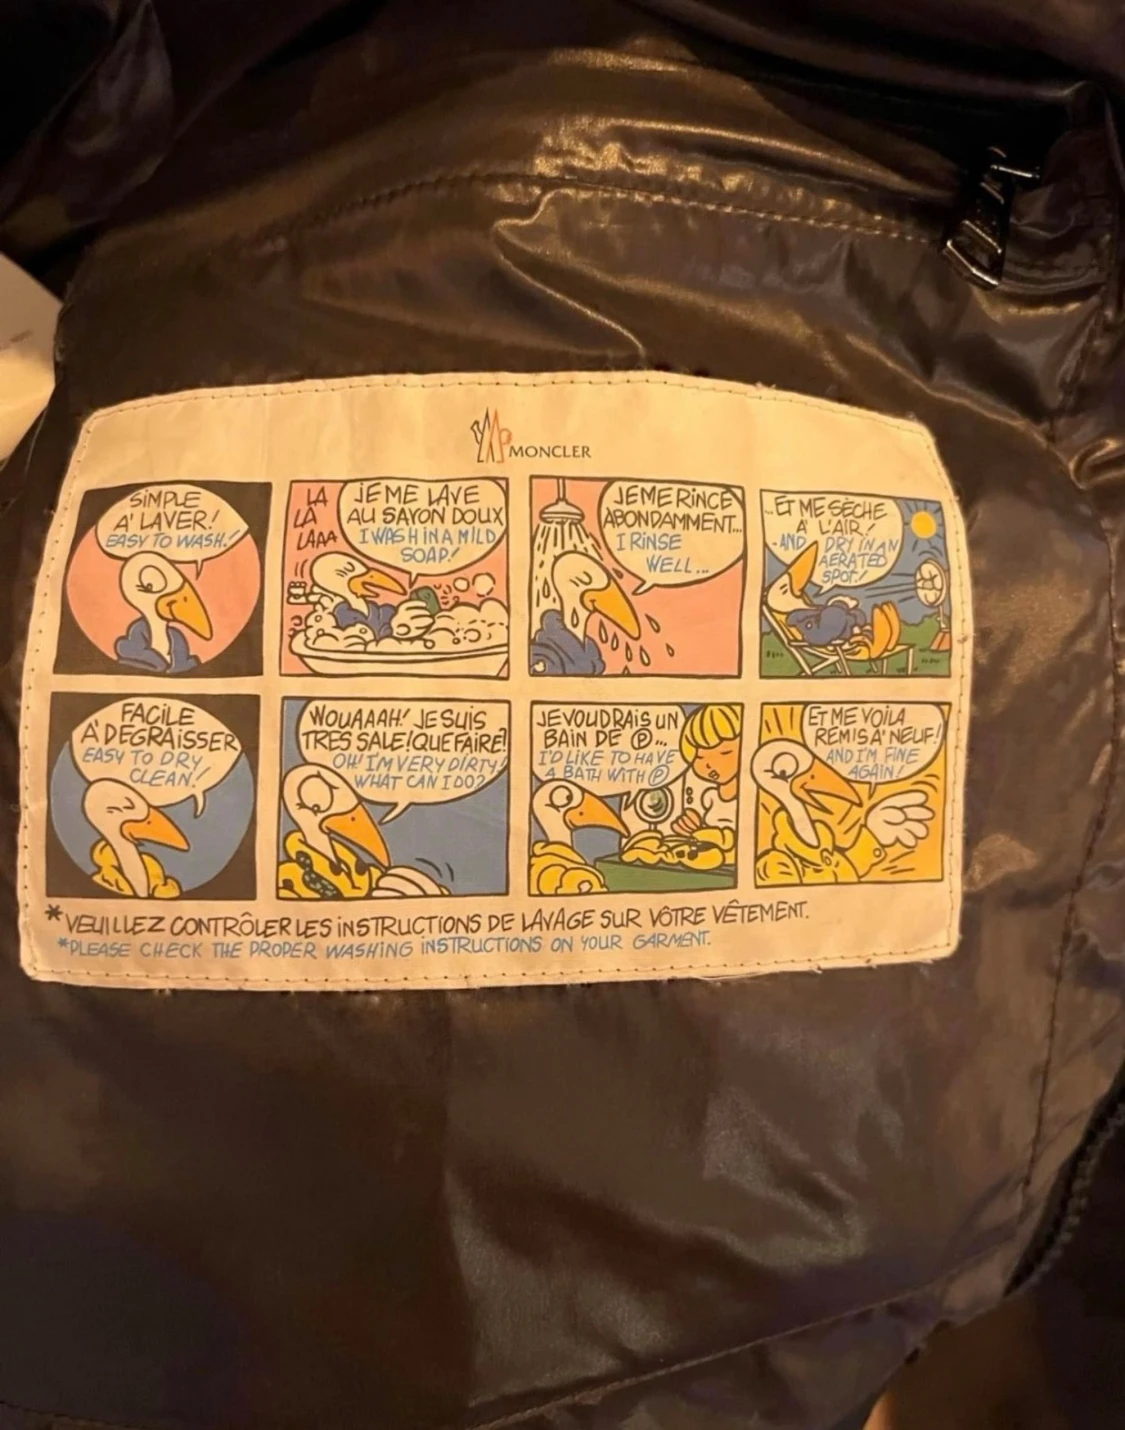 MONCLER
SIMPLE
A' LAVER!
EASY TO WASH!
LA
LA
LAAA
JE ME LAVE
AU SAVON DOUX
I WASH IN A MILD
SOAP!
JE ME RINCE
ABONDAMMENT...
I RINSE
WELL...
...ET ME SÈCHE
A' L'AIR!
-AND DRY IN AN
AERATED
SPOT!
FACILE
A' DEGRAISSER
EASY TO DRY
CLEAN!
WOUAAAH! JE SUIS
TRES SALE! QUE FAIRE?
OH! I'M VERY DIRTY!
WHAT CAN I DO?
JE VOUDRAIS UN
BAIN DE Ⓟ...
I'D LIKE TO HAVE
A BATH WITH Ⓟ
ET ME VOILA
REMIS A' NEUF!
AND I'M FINE
AGAIN!
*VEUILLEZ CONTRÔLER LES INSTRUCTIONS DE LAVAGE SUR VÔTRE VÊTEMENT.
*PLEASE CHECK THE PROPER WASHING INSTRUCTIONS ON YOUR GARMENT.